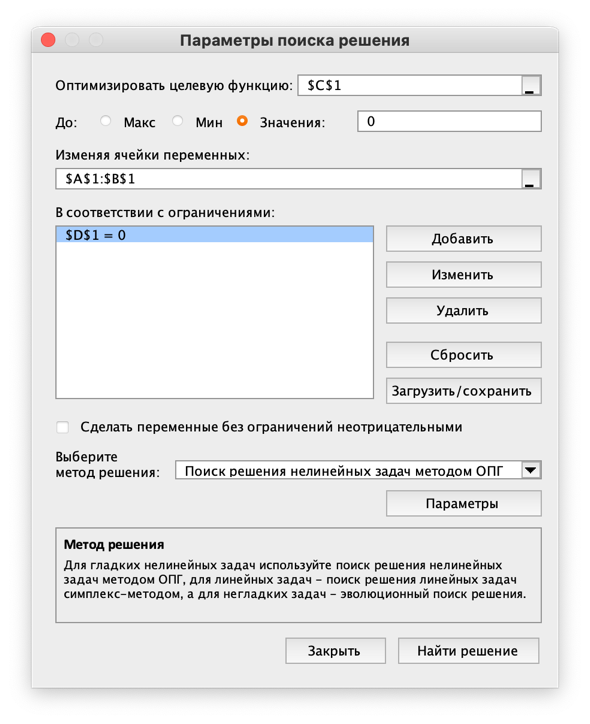 Параметры поиска решения
Оптимизировать целевую функцию: $C$1
До: Макс Мин Значения: 0
Изменяя ячейки переменных:
$A$1:$B$1
В соответствии с ограничениями:
$D$1 = 0
Добавить
Изменить
Удалить
Сбросить
Загрузить/сохранить
Сделать переменные без ограничений неотрицательными
Выберите
метод решения: Поиск решения нелинейных задач методом ОПГ
Параметры
Метод решения
Для гладких нелинейных задач используйте поиск решения нелинейных
задач методом ОПГ, для линейных задач – поиск решения линейных задач
симплекс-методом, а для негладких задач – эволюционный поиск решения.
Закрыть
Найти решение